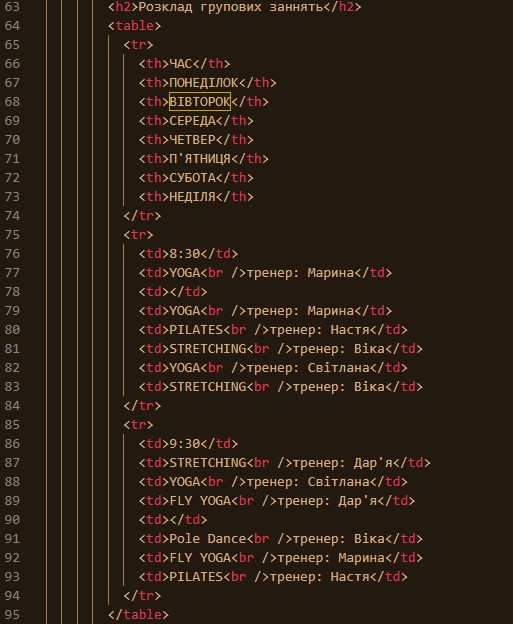 63 <h2>Розклад групових заннять</h2>
64 <table>
65 <tr>
66 <th>ЧАС</th>
67 <th>ПОНЕДІЛОК</th>
68 <th>ВІВТОРОК</th>
69 <th>СЕРЕДА</th>
70 <th>ЧЕТВЕР</th>
71 <th>П'ЯТНИЦЯ</th>
72 <th>СУБОТА</th>
73 <th>НЕДІЛЯ</th>
74 </tr>
75 <tr>
76 <td>8:30</td>
77 <td>YOGA<br />тренер: Марина</td>
78 <td></td>
79 <td>YOGA<br />тренер: Марина</td>
80 <td>PILATES<br />тренер: Настя</td>
81 <td>STRETCHING<br />тренер: Віка</td>
82 <td>YOGA<br />тренер: Світлана</td>
83 <td>STRETCHING<br />тренер: Віка</td>
84 </tr>
85 <tr>
86 <td>9:30</td>
87 <td>STRETCHING<br />тренер: Дар'я</td>
88 <td>YOGA<br />тренер: Світлана</td>
89 <td>FLY YOGA<br />тренер: Дар'я</td>
90 <td></td>
91 <td>Pole Dance<br />тренер: Віка</td>
92 <td>FLY YOGA<br />тренер: Марина</td>
93 <td>PILATES<br />тренер: Настя</td>
94 </tr>
95 </table>